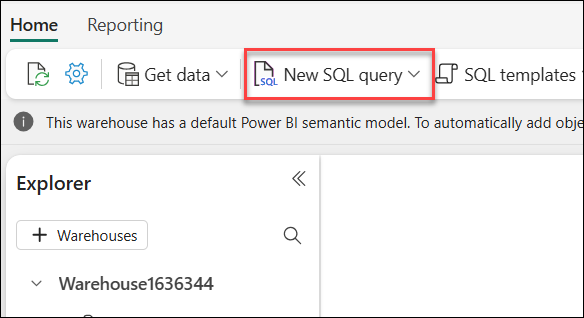 Home Reporting
Get data SQL New SQL query SQL templates
This warehouse has a default Power BI semantic model. To automatically add obje
Explorer
+ Warehouses
Warehouse1636344